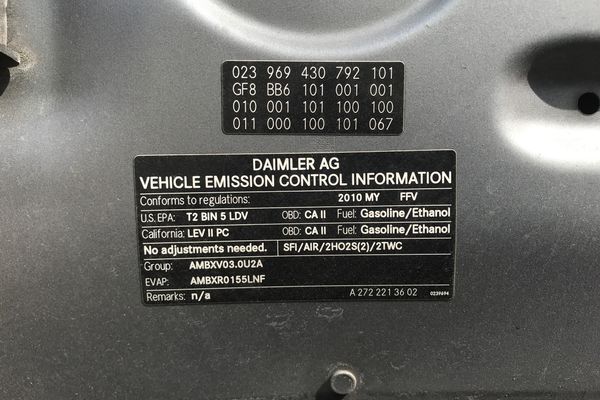 023 969 430 792 101
GF8 BB6 101 001 001
010 001 101 100 100
011 000 100 101 067
DAIMLER AG
VEHICLE EMISSION CONTROL INFORMATION
Conforms to regulations: 2010 MY FFV
U.S. EPA: T2 BIN 5 LDV OBD: CA II Fuel: Gasoline/Ethanol
California: LEV II PC OBD: CA II Fuel: Gasoline/Ethanol
No adjustments needed. SFI/AIR/2HO2S(2)/2TWC
Group: AMBXV03.0U2A
EVAP: AMBXR0155LNF
Remarks: n/a A 272 221 36 02 0239694